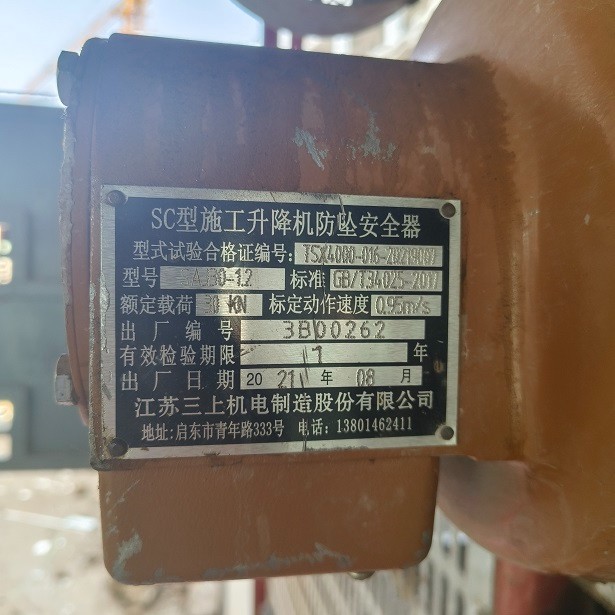 SC型施工升降机防坠安全器
型式试验合格证编号: TSX4000-016-20219007
型号 AJ30-1.2 标准 GB/T34025-2017
额定载荷 30 KN 标定动作速度 0.95m/s
出厂编号 3B00262
有效检验期限 1 年
出厂日期 20 21 年 08 月
江苏三上机电制造股份有限公司
地址:启东市青年路333号 电话:13801462411